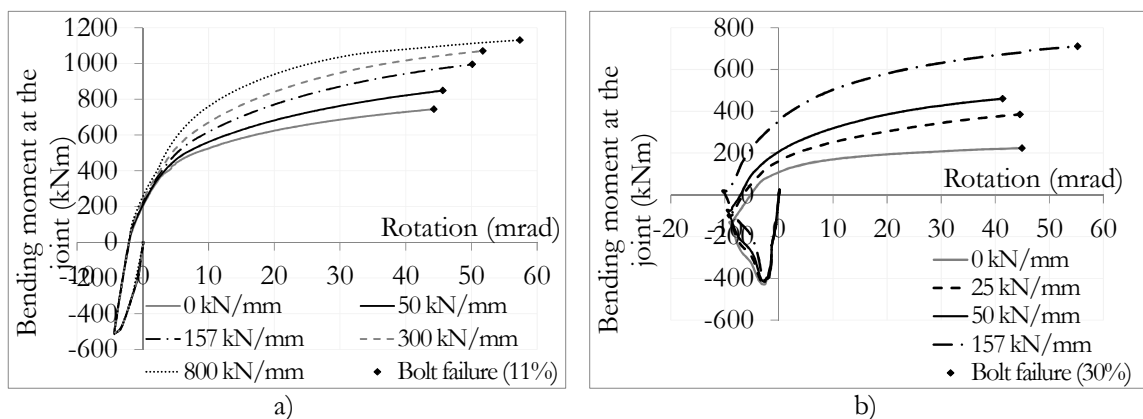 Bending moment at the
joint (kNm)
1200
1000
800
600
400
200
0
-200
-400
-600
-20
-10
0
10
20
30
40
50
60
Rotation (mrad)
0 kN/mm
50 kN/mm
157 kN/mm
300 kN/mm
800 kN/mm
Bolt failure (11%)
a)
Bending moment at the
joint (kNm)
800
600
400
200
0
-200
-400
-600
-20
-10
0
10
20
30
40
50
60
Rotation (mrad)
0 kN/mm
25 kN/mm
50 kN/mm
157 kN/mm
Bolt failure (30%)
b)